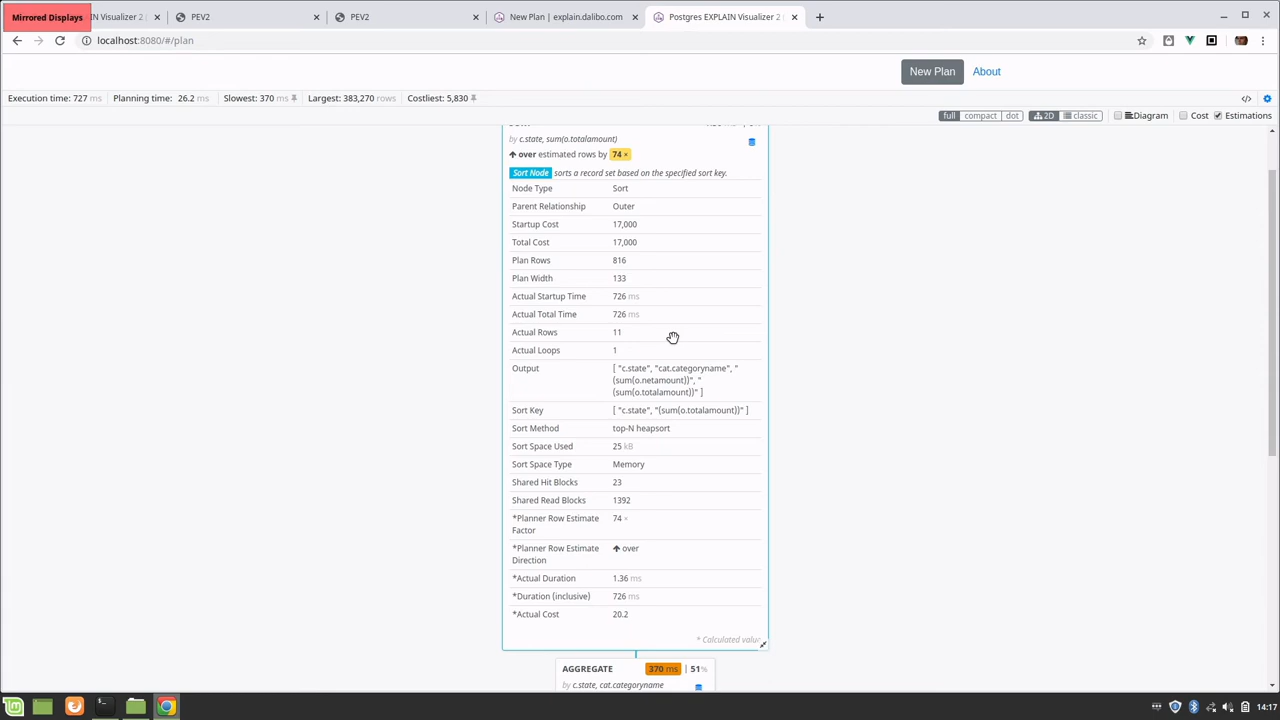 Mirrored Displays
IN Visualizer 2
PEV2
PEV2
New Plan | explain.dalibo.com
Postgres EXPLAIN Visualizer 2
localhost:8080/#/plan
New Plan About
Execution time: 727 ms Planning time: 26.2 ms Slowest: 370 ms Largest: 383,270 rows Costliest: 5,830
full compact dot 2D classic Diagram Cost Estimations
by c.state, sum(o.totalamount)
over estimated rows by 74 ×
Sort Node sorts a record set based on the specified sort key.
Node Type Sort
Parent Relationship Outer
Startup Cost 17,000
Total Cost 17,000
Plan Rows 816
Plan Width 133
Actual Startup Time 726 ms
Actual Total Time 726 ms
Actual Rows 11
Actual Loops 1
Output [ "c.state", "cat.categoryname", "
(sum(o.netamount))", "
(sum(o.totalamount))" ]
Sort Key [ "c.state", "(sum(o.totalamount))" ]
Sort Method top-N heapsort
Sort Space Used 25 kB
Sort Space Type Memory
Shared Hit Blocks 23
Shared Read Blocks 1392
*Planner Row Estimate 74 ×
Factor
*Planner Row Estimate over
Direction
*Actual Duration 1.36 ms
*Duration (inclusive) 726 ms
*Actual Cost 20.2
* Calculated value
AGGREGATE 370 ms | 51%
by c.state, cat.categoryname
14:17